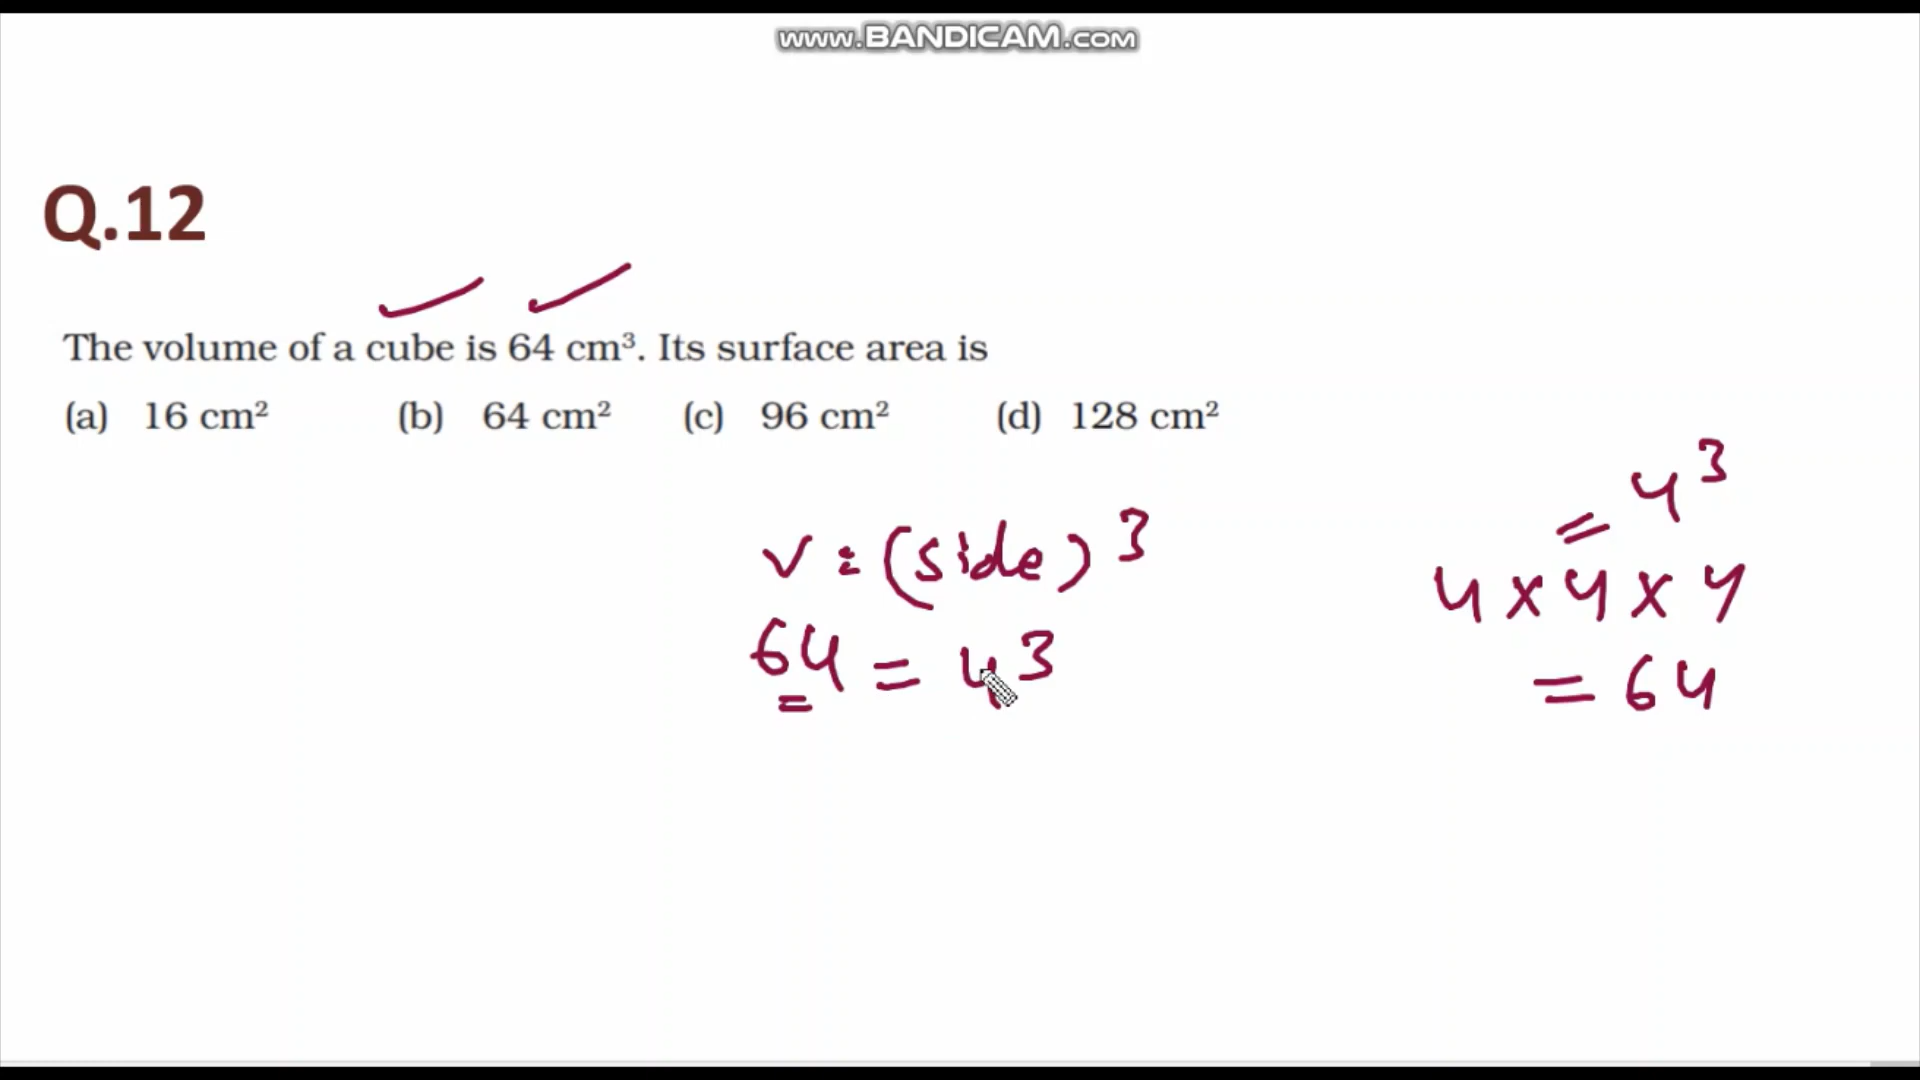 www.BANDICAM.com
Q.12
The volume of a cube is 64 cm³. Its surface area is
(a) 16 cm² (b) 64 cm² (c) 96 cm² (d) 128 cm²
= 4³
v = (side)³
4 x 4 x 4
64 = 4³
= 64